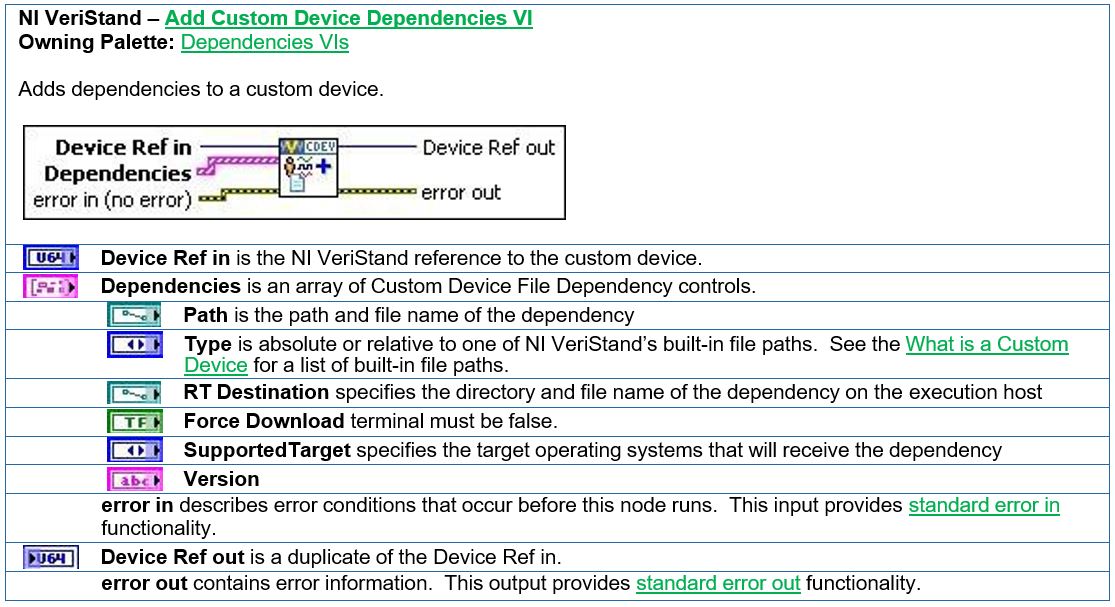 NI VeriStand – Add Custom Device Dependencies VI
Owning Palette: Dependencies VIs
Adds dependencies to a custom device.
Device Ref in
Dependencies
error in (no error)
CDEV
Device Ref out
error out
U64 Device Ref in is the NI VeriStand reference to the custom device.
Dependencies is an array of Custom Device File Dependency controls.
Path is the path and file name of the dependency
Type is absolute or relative to one of NI VeriStand’s built-in file paths.  See the What is a Custom
Device for a list of built-in file paths.
RT Destination specifies the directory and file name of the dependency on the execution host
TF Force Download terminal must be false.
SupportedTarget specifies the target operating systems that will receive the dependency
abc Version
error in describes error conditions that occur before this node runs.  This input provides standard error in
functionality.
U64 Device Ref out is a duplicate of the Device Ref in.
error out contains error information.  This output provides standard error out functionality.